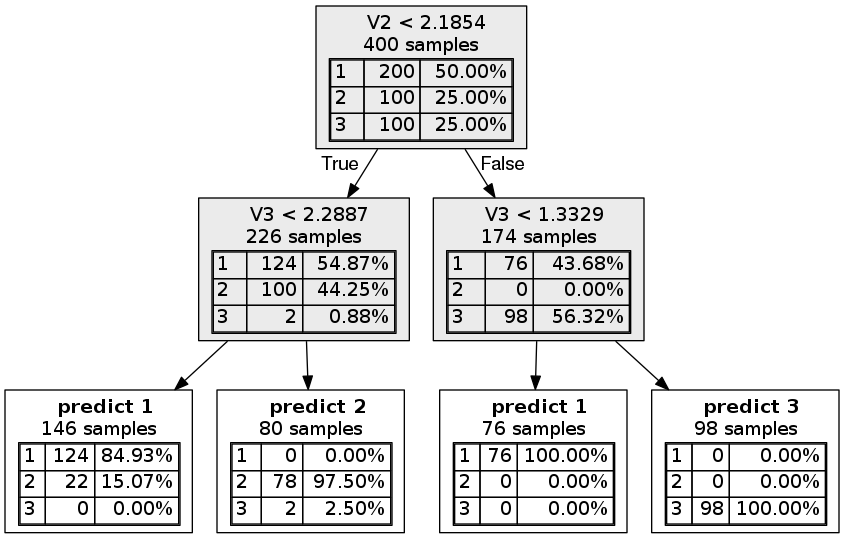 V2 < 2.1854
400 samples
1 200 50.00%
2 100 25.00%
3 100 25.00%
True False
V3 < 2.2887
226 samples
1 124 54.87%
2 100 44.25%
3 2 0.88%
V3 < 1.3329
174 samples
1 76 43.68%
2 0 0.00%
3 98 56.32%
predict 1
146 samples
1 124 84.93%
2 22 15.07%
3 0 0.00%
predict 2
80 samples
1 0 0.00%
2 78 97.50%
3 2 2.50%
predict 1
76 samples
1 76 100.00%
2 0 0.00%
3 0 0.00%
predict 3
98 samples
1 0 0.00%
2 0 0.00%
3 98 100.00%